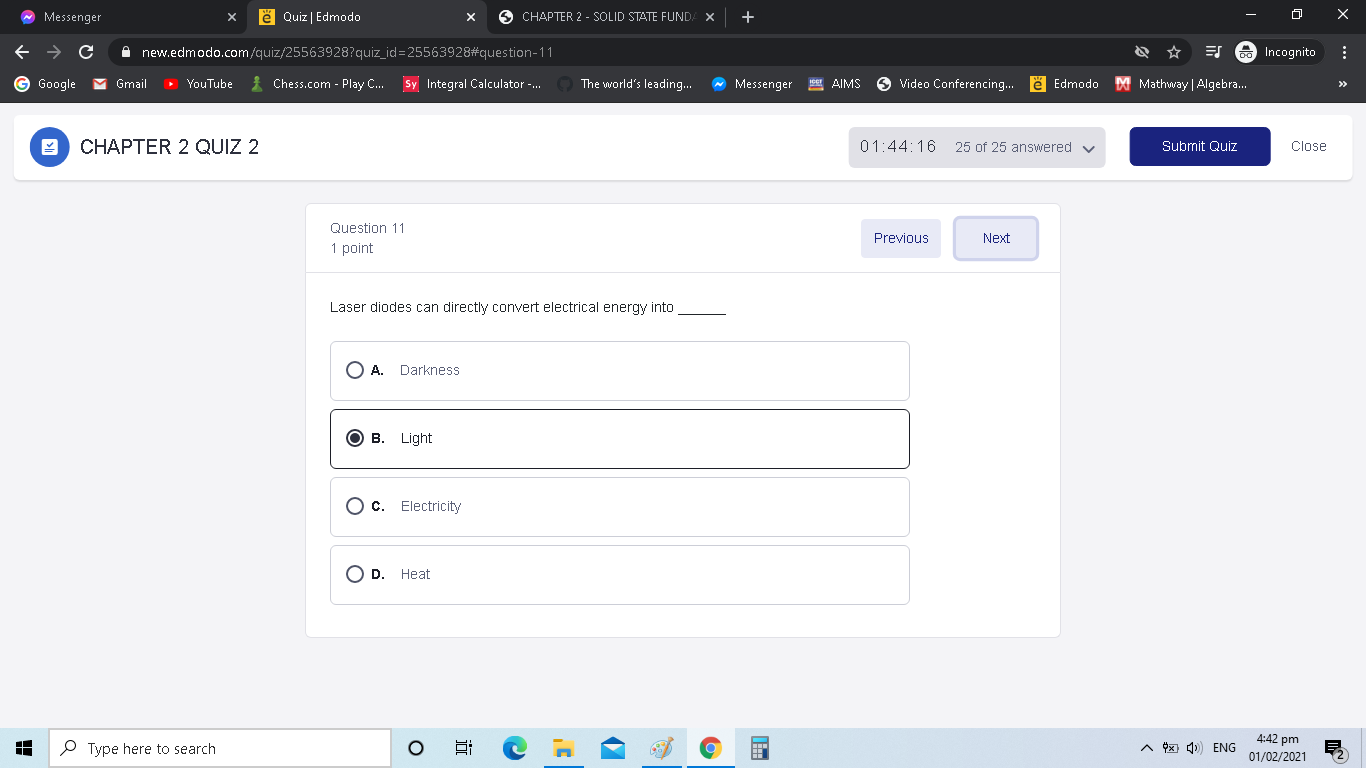 Messenger
Quiz | Edmodo
CHAPTER 2 - SOLID STATE FUND
new.edmodo.com/quiz/25563928?quiz_id=25563928#question-11
Incognito
Google
Gmail
YouTube
Chess.com - Play C...
Sy
Integral Calculator -...
The world's leading...
Messenger
AIMS
Video Conferencing...
Edmodo
Mathway | Algebra...
»
CHAPTER 2 QUIZ 2
01:44:16 25 of 25 answered
Submit Quiz
Close
Question 11
1 point
Previous
Next
Laser diodes can directly convert electrical energy into ______
A. Darkness
B. Light
C. Electricity
D. Heat
Type here to search
ENG
4:42 pm
01/02/2021
2